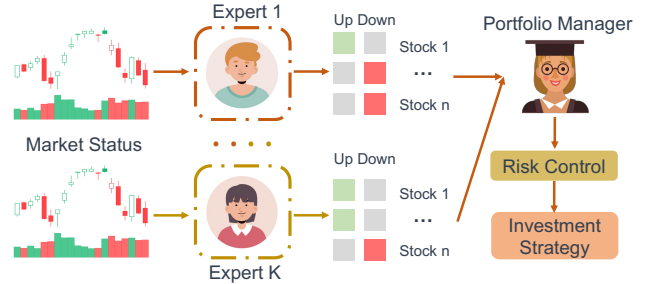 Expert 1
Up Down
Stock 1
...
Stock n
Portfolio Manager
Market Status
Risk Control
Up Down
Stock 1
...
Stock n
Investment
Strategy
Expert K